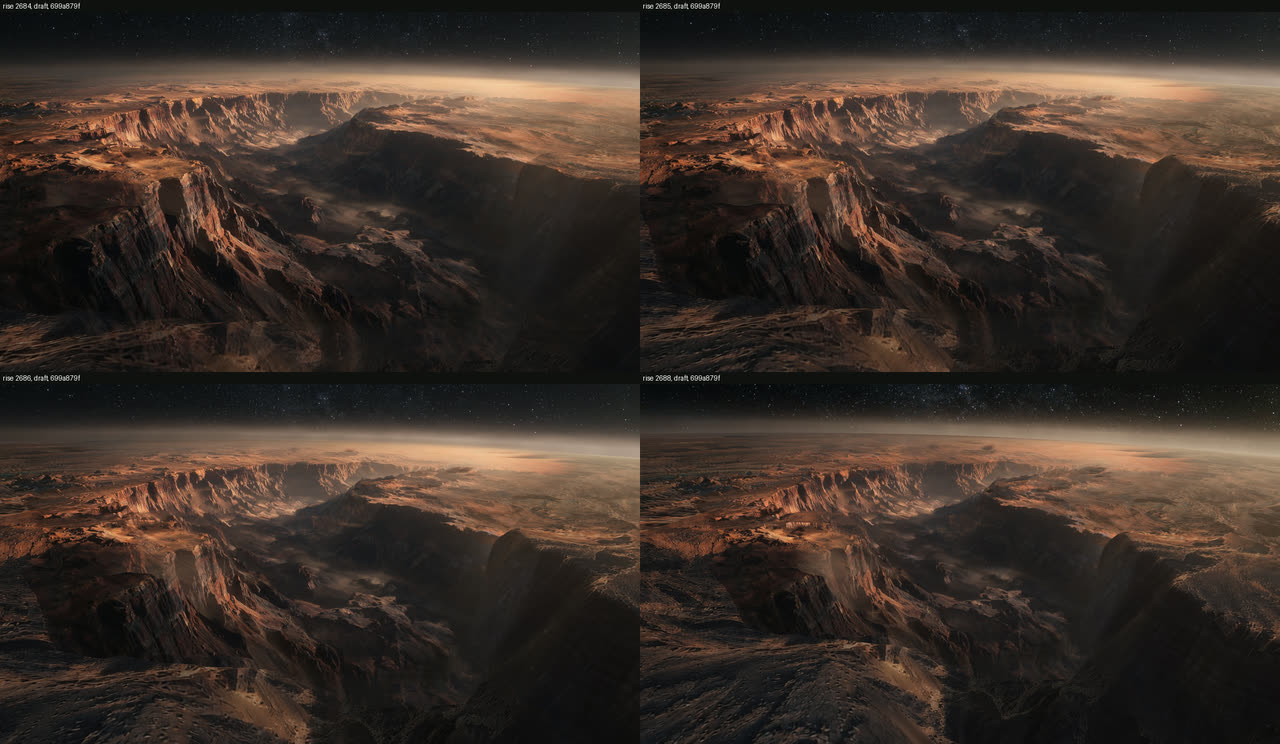 rise 2684, draft, 699a879f
rise 2685, draft, 699a879f
rise 2686, draft, 699a879f
rise 2688, draft, 699a879f